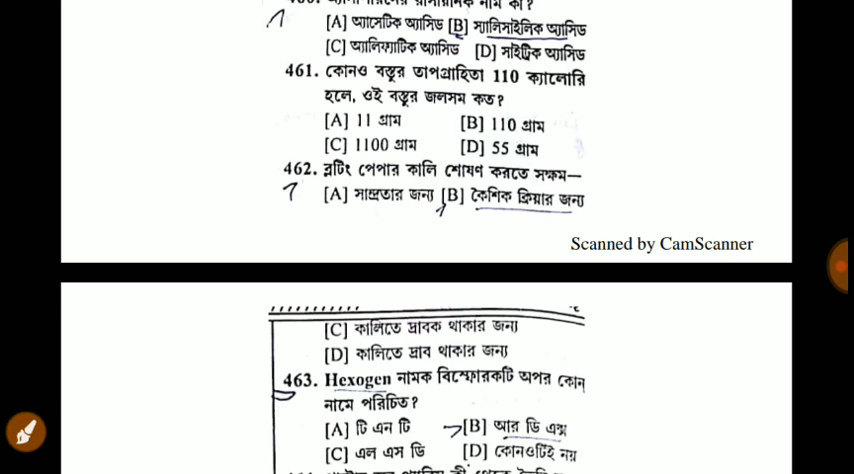 রাসায়নিক নাম কী?
[A] অ্যাসেটিক অ্যাসিড [B] স্যালিসাইলিক অ্যাসিড
[C] অ্যালিফ্যাটিক অ্যাসিড [D] সাইট্রিক অ্যাসিড
461. কোনও বস্তুর তাপগ্রাহিতা 110 ক্যালোরি
হলে, ওই বস্তুর জলসম কত?
[A] 11 গ্রাম [B] 110 গ্রাম
[C] 1100 গ্রাম [D] 55 গ্রাম
462. ব্লটিং পেপার কালি শোষণ করতে সক্ষম—
[A] সান্দ্রতার জন্য [B] কৈশিক ক্রিয়ার জন্য
Scanned by CamScanner
[C] কালিতে দ্রাবক থাকার জন্য
[D] কালিতে দ্রাব থাকার জন্য
463. Hexogen নামক বিস্ফোরকটি অপর কোন্
নামে পরিচিত?
[A] টি এন টি [B] আর ডি এক্স
[C] এল এস ডি [D] কোনওটিই নয়